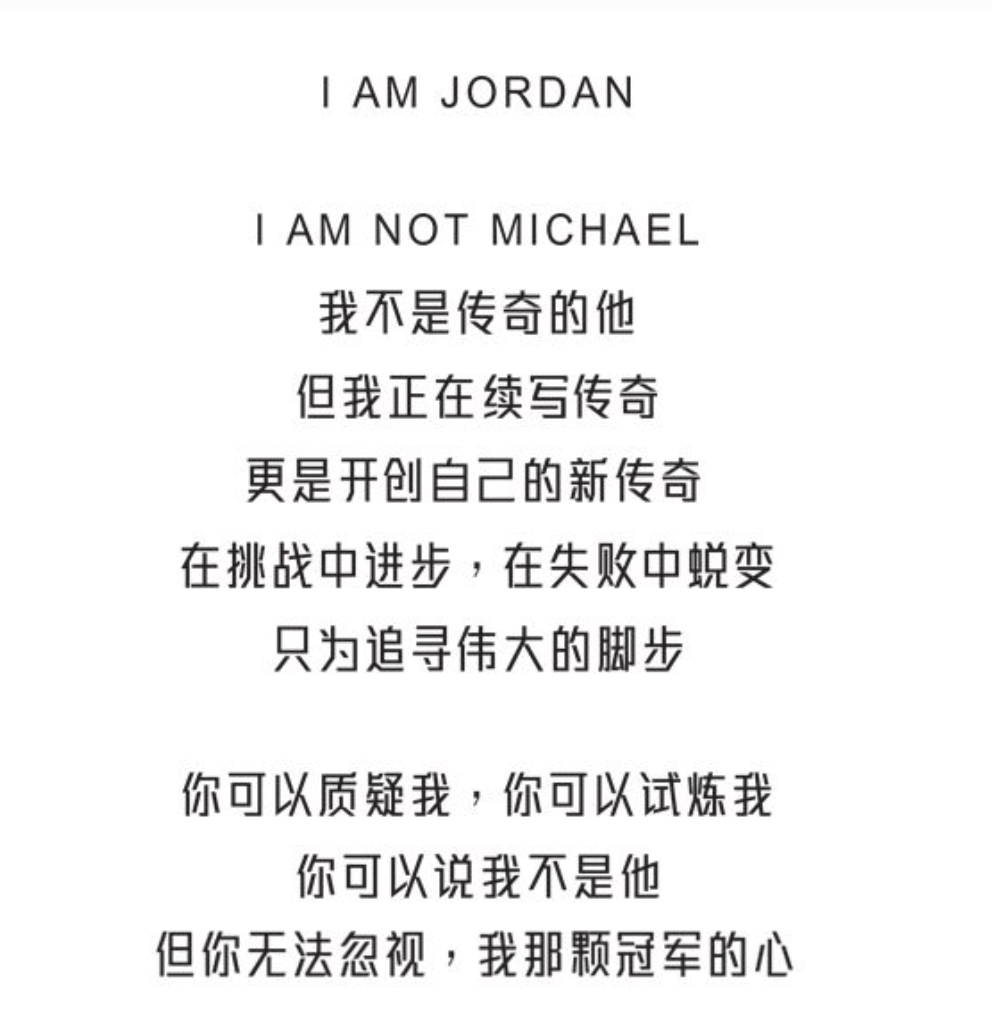 I AM JORDAN
I AM NOT MICHAEL
我不是传奇的他
但我正在续写传奇
更是开创自己的新传奇
在挑战中进步，在失败中蜕变
只为追寻伟大的脚步
你可以质疑我，你可以试炼我
你可以说我不是他
但你无法忽视，我那颗冠军的心